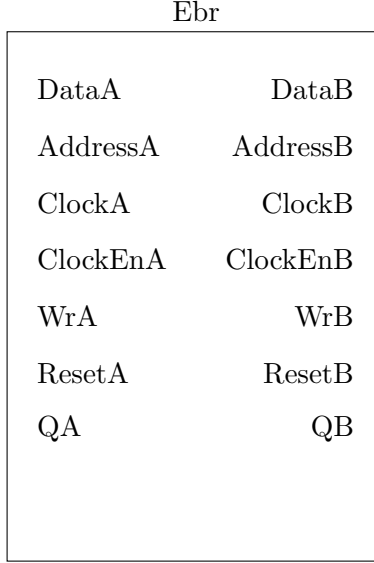 Ebr
DataA DataB
AddressA AddressB
ClockA ClockB
ClockEnA ClockEnB
WrA WrB
ResetA ResetB
QA QB